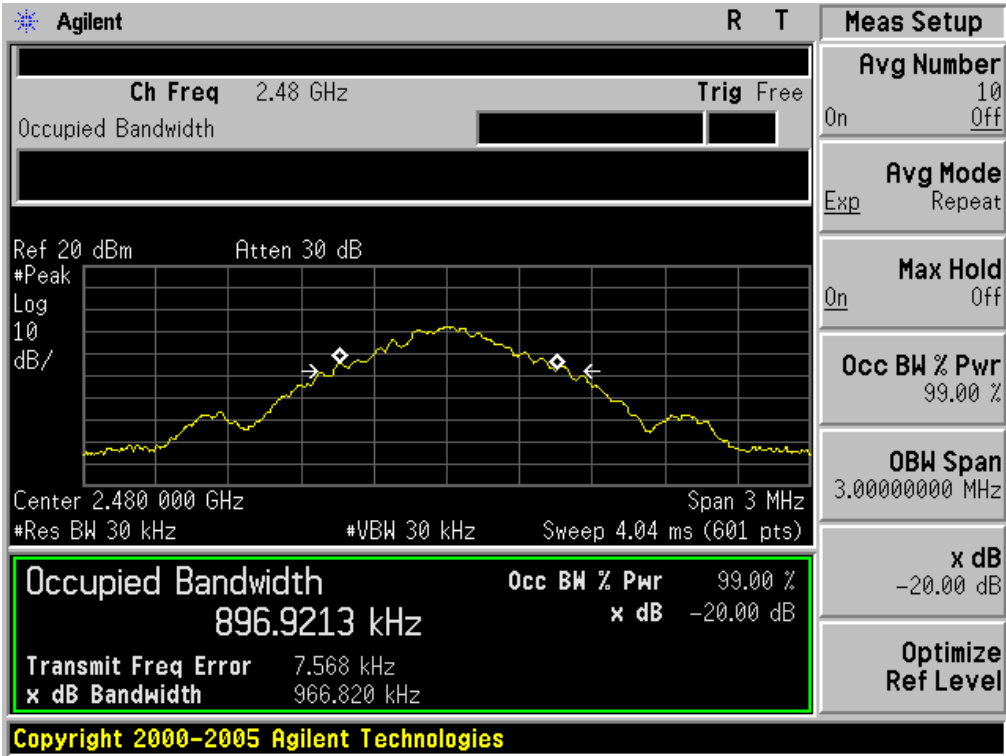 Agilent
R T
Ch Freq 2.48 GHz
Trig Free
Occupied Bandwidth
Ref 20 dBm
Atten 30 dB
#Peak
Log
10
dB/
Center 2.480 000 GHz
Span 3 MHz
#Res BW 30 kHz
#VBW 30 kHz
Sweep 4.04 ms (601 pts)
Occupied Bandwidth
896.9213 kHz
Occ BW % Pwr 99.00 %
x dB -20.00 dB
Transmit Freq Error 7.568 kHz
x dB Bandwidth 966.820 kHz
Copyright 2000-2005 Agilent Technologies
Meas Setup
Avg Number
10
On Off
Avg Mode
Exp Repeat
Max Hold
On Off
Occ BW % Pwr
99.00 %
OBW Span
3.00000000 MHz
x dB
-20.00 dB
Optimize
Ref Level